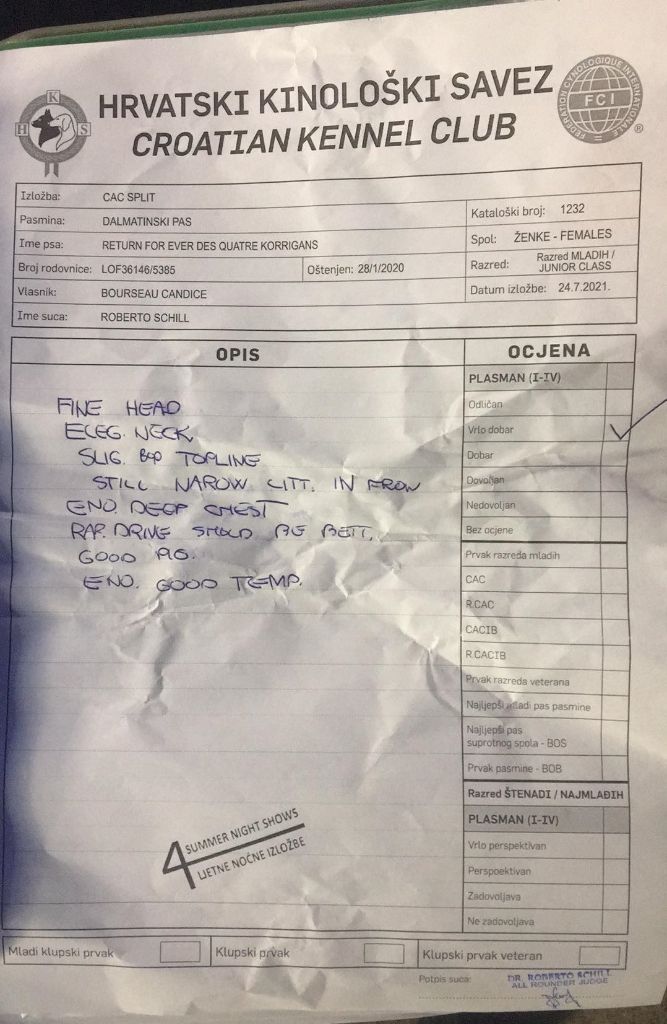 HRVATSKI KINOLOŠKI SAVEZ
CROATIAN KENNEL CLUB
K
H S
FEDERATION CYNOLOGIQUE INTERNATIONALE
FCI
®
Izložba: CAC SPLIT
Pasmina: DALMATINSKI PAS
Ime psa: RETURN FOR EVER DES QUATRE KORRIGANS
Broj rodovnice: LOF36146/5385 Oštenjen: 28/1/2020
Vlasnik: BOURSEAU CANDICE
Ime suca: ROBERTO SCHILL
Kataloški broj: 1232
Spol: ŽENKE - FEMALES
Razred: Razred MLADIH /
JUNIOR CLASS
Datum izložbe: 24.7.2021.
OPIS
FINE HEAD
ELEG. NECK
SLIG. TOPLINE
STILL NAROW LITT. IN FRON
ENO. DEEP CHEST
RAP. DRIVE SHOLD BE BETT.
GOOD PIG.
ENO. GOOD TEMP.
4 SUMMER NIGHT SHOWS
LJETNE NOĆNE IZLOŽBE
OCJENA
PLASMAN (I-IV)
Odličan
Vrlo dobar
Dobar
Dovoljan
Nedovoljan
Bez ocjene
Prvak razreda mladih
CAC
R.CAC
CACIB
R.CACIB
Prvak razreda veterana
Najljepši mladi pas pasmine
Najljepši pas
suprotnog spola - BOS
Prvak pasmine - BOB
Razred ŠTENADI / NAJMLAĐIH
PLASMAN (I-IV)
Vrlo perspektivan
Perspoektivan
Zadovoljava
Ne zadovoljava
Mladi klupski prvak
Klupski prvak
Klupski prvak veteran
Potpis suca:
DR. ROBERTO SCHILL
ALL ROUNDER JUDGE